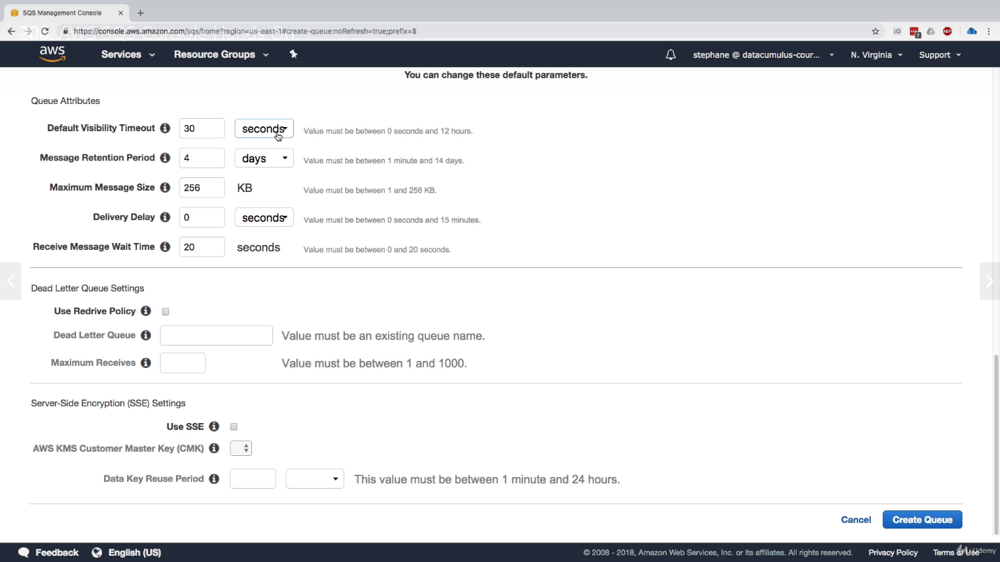 SQS Management Console
https://console.aws.amazon.com/sqs/home?region=us-east-1#create-queue:noRefresh=true;prefix=$
AWS SQS Console Hands On
iD 7 ABP
aws Services Resource Groups stephane @ datacumulus-cour... N. Virginia Support
You can change these default parameters.
Queue Attributes
Default Visibility Timeout 30 seconds Value must be between 0 seconds and 12 hours.
Message Retention Period 4 days Value must be between 1 minute and 14 days.
Maximum Message Size 256 KB Value must be between 1 and 256 KB.
Delivery Delay 0 seconds Value must be between 0 seconds and 15 minutes.
Receive Message Wait Time 20 seconds Value must be between 0 and 20 seconds.
Dead Letter Queue Settings
Use Redrive Policy
Dead Letter Queue Value must be an existing queue name.
Maximum Receives Value must be between 1 and 1000.
Server-Side Encryption (SSE) Settings
Use SSE
AWS KMS Customer Master Key (CMK)
Data Key Reuse Period This value must be between 1 minute and 24 hours.
Cancel Create Queue
Feedback English (US) © 2008 - 2018, Amazon Web Services, Inc. or its affiliates. All rights reserved. Privacy Policy Terms of Use
Udemy